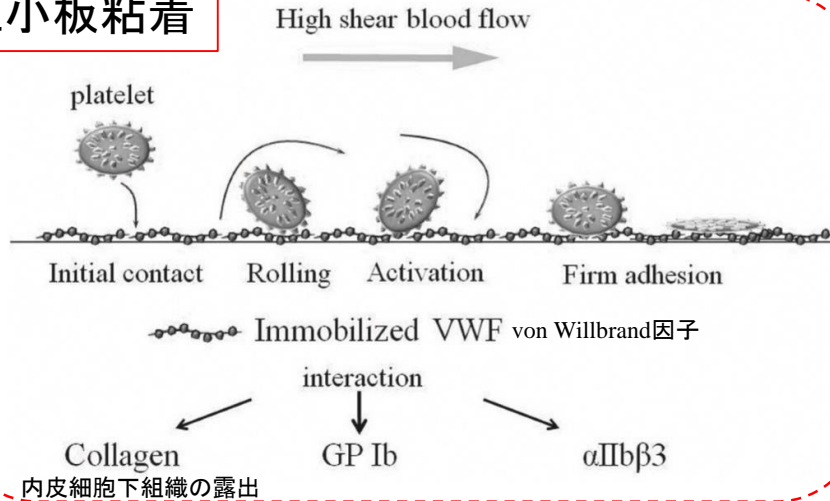 小板粘着
High shear blood flow
platelet
Initial contact Rolling Activation Firm adhesion
Immobilized VWF von Willbrand因子
interaction
Collagen GP Ib αIIbβ3
内皮細胞下組織の露出